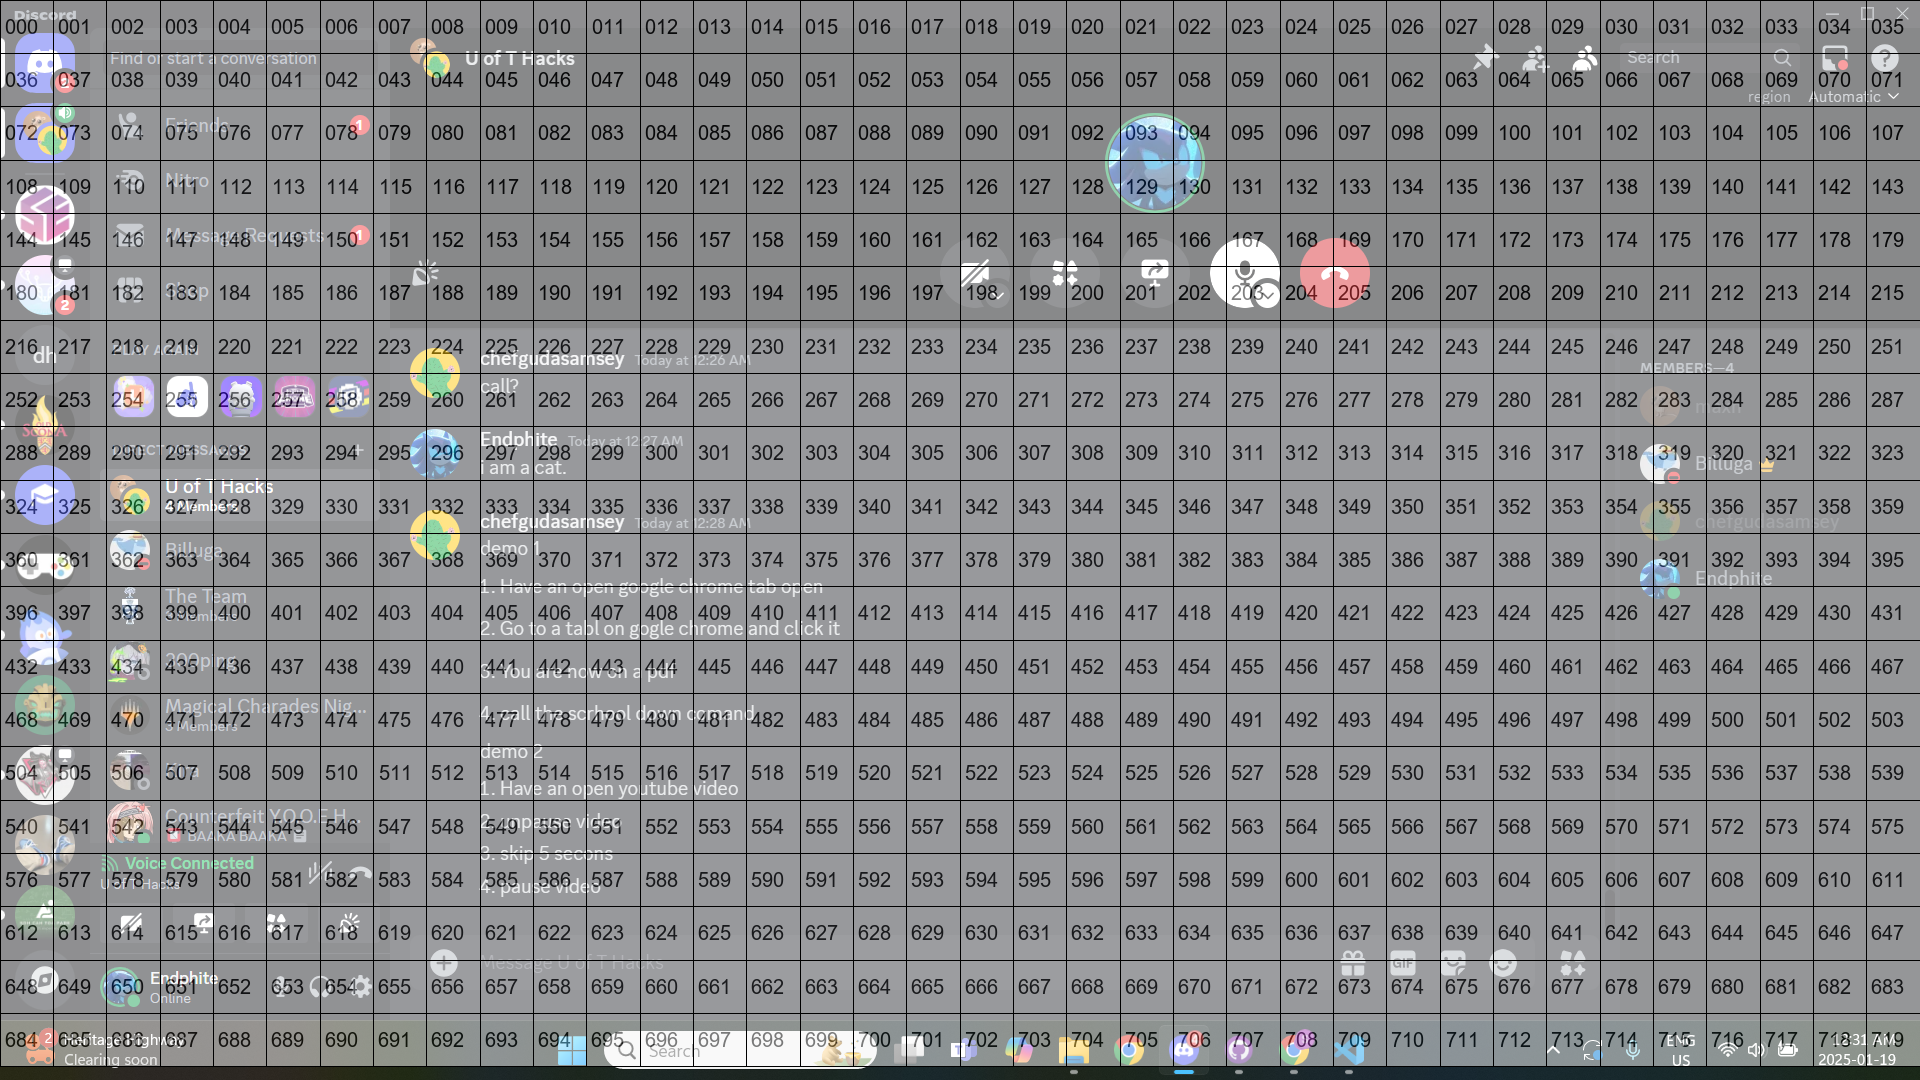 Discord
Find or start a conversation
U of T Hacks
Search
region Automatic
Friends 1
Nitro
Message Requests 1
Shop
2
dh
PLAY AGAIN
DIRECT MESSAGES
U of T Hacks
4 Members
Billuga
The Team
200ping
Magical Charades Nig...
Counterfeit Y.O.O.E.H...
BAAKA BAAKA
Voice Connected
U of T Hacks
Endphite
Online
chefgudasamsey Today at 12:26 AM
call?
Endphite Today at 12:27 AM
i am a cat.
chefgudasamsey Today at 12:28 AM
demo 1
1. Have an open google chrome tab open
2. Go to a tabl on gogle chrome and click it
3. You are now on a pdf
4. call the scrhool down comand
demo 2
1. Have an open youtube video
2. unpause video
3. skip 5 secons
4. pause video
Message U of T Hacks
GIF
MEMBERS—4
Billuga
chefgudasamsey
Endphite
2
Heritage Highway
Clearing soon
Search
ENG
US
2025-01-19
000 001 002 003 004 005 006 007 008 009 010 011 012 013 014 015 016 017 018 019 020 021 022 023 024 025 026 027 028 029 030 031 032 033 034 035
036 037 038 039 040 041 042 043 044 045 046 047 048 049 050 051 052 053 054 055 056 057 058 059 060 061 062 063 064 065 066 067 068 069 070 071
072 073 074 075 076 077 078 079 080 081 082 083 084 085 086 087 088 089 090 091 092 093 094 095 096 097 098 099 100 101 102 103 104 105 106 107
108 109 110 111 112 113 114 115 116 117 118 119 120 121 122 123 124 125 126 127 128 129 130 131 132 133 134 135 136 137 138 139 140 141 142 143
144 145 146 147 148 149 150 151 152 153 154 155 156 157 158 159 160 161 162 163 164 165 166 167 168 169 170 171 172 173 174 175 176 177 178 179
180 181 182 183 184 185 186 187 188 189 190 191 192 193 194 195 196 197 198 199 200 201 202 203 204 205 206 207 208 209 210 211 212 213 214 215
216 217 218 219 220 221 222 223 224 225 226 227 228 229 230 231 232 233 234 235 236 237 238 239 240 241 242 243 244 245 246 247 248 249 250 251
252 253 254 255 256 257 258 259 260 261 262 263 264 265 266 267 268 269 270 271 272 273 274 275 276 277 278 279 280 281 282 283 284 285 286 287
288 289 290 291 292 293 294 295 296 297 298 299 300 301 302 303 304 305 306 307 308 309 310 311 312 313 314 315 316 317 318 319 320 321 322 323
324 325 326 327 328 329 330 331 332 333 334 335 336 337 338 339 340 341 342 343 344 345 346 347 348 349 350 351 352 353 354 355 356 357 358 359
360 361 362 363 364 365 366 367 368 369 370 371 372 373 374 375 376 377 378 379 380 381 382 383 384 385 386 387 388 389 390 391 392 393 394 395
396 397 398 399 400 401 402 403 404 405 406 407 408 409 410 411 412 413 414 415 416 417 418 419 420 421 422 423 424 425 426 427 428 429 430 431
432 433 434 435 436 437 438 439 440 441 442 443 444 445 446 447 448 449 450 451 452 453 454 455 456 457 458 459 460 461 462 463 464 465 466 467
468 469 470 471 472 473 474 475 476 477 478 479 480 481 482 483 484 485 486 487 488 489 490 491 492 493 494 495 496 497 498 499 500 501 502 503
504 505 506 507 508 509 510 511 512 513 514 515 516 517 518 519 520 521 522 523 524 525 526 527 528 529 530 531 532 533 534 535 536 537 538 539
540 541 542 543 544 545 546 547 548 549 550 551 552 553 554 555 556 557 558 559 560 561 562 563 564 565 566 567 568 569 570 571 572 573 574 575
576 577 578 579 580 581 582 583 584 585 586 587 588 589 590 591 592 593 594 595 596 597 598 599 600 601 602 603 604 605 606 607 608 609 610 611
612 613 614 615 616 617 618 619 620 621 622 623 624 625 626 627 628 629 630 631 632 633 634 635 636 637 638 639 640 641 642 643 644 645 646 647
648 649 650 651 652 653 654 655 656 657 658 659 660 661 662 663 664 665 666 667 668 669 670 671 672 673 674 675 676 677 678 679 680 681 682 683
684 685 686 687 688 689 690 691 692 693 694 695 696 697 698 699 700 701 702 703 704 705 706 707 708 709 710 711 712 713 714 715 716 717 718 719